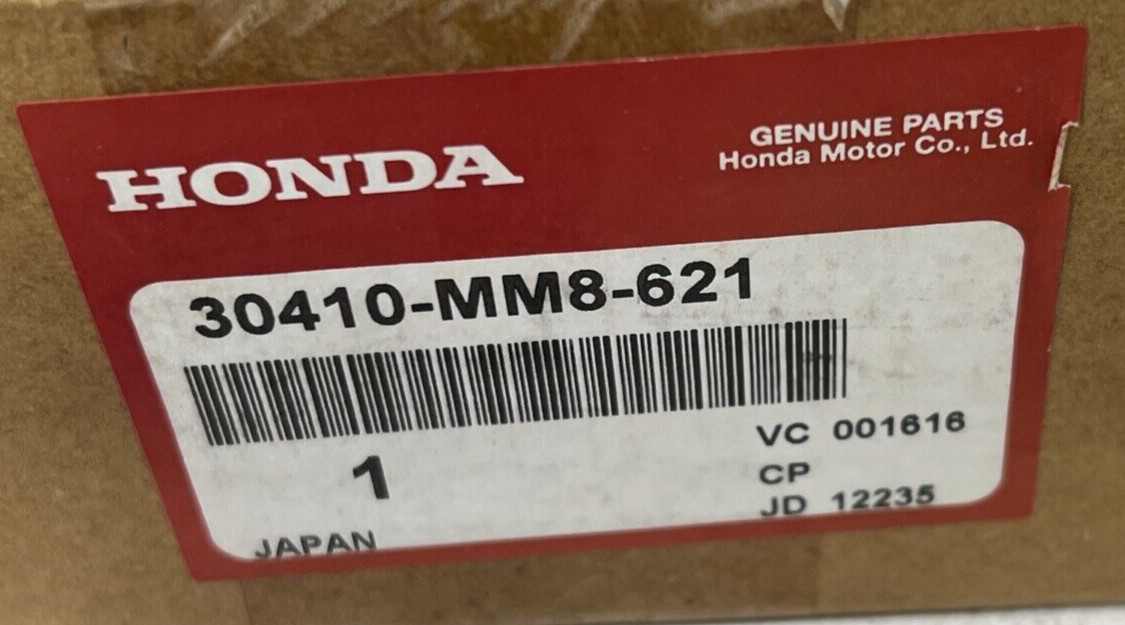 HONDA
GENUINE PARTS
Honda Motor Co., Ltd.
30410-MM8-621
1
VC 001616
CP
JD 12235
JAPAN